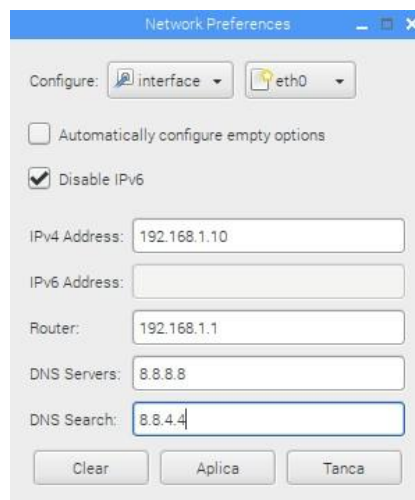 Network Preferences
Configure: interface eth0
Automatically configure empty options
Disable IPv6
IPv4 Address: 192.168.1.10
IPv6 Address:
Router: 192.168.1.1
DNS Servers: 8.8.8.8
DNS Search: 8.8.4.4
Clear Aplica Tanca